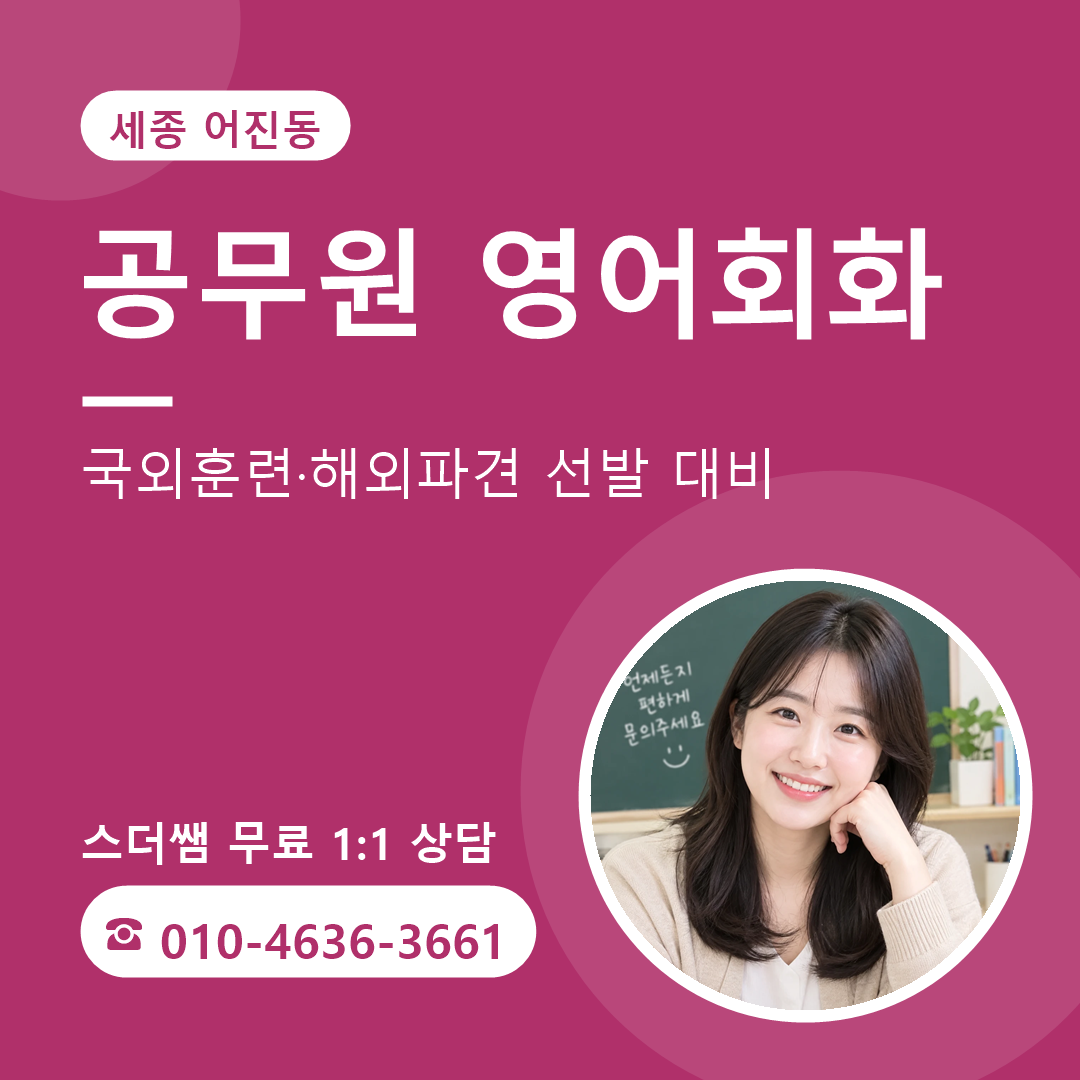 세종 어진동
공무원 영어회화
국외훈련·해외파견 선발 대비
언제든지
편하게
문의주세요
스더쌤 무료 1:1 상담
☎ 010-4636-3661